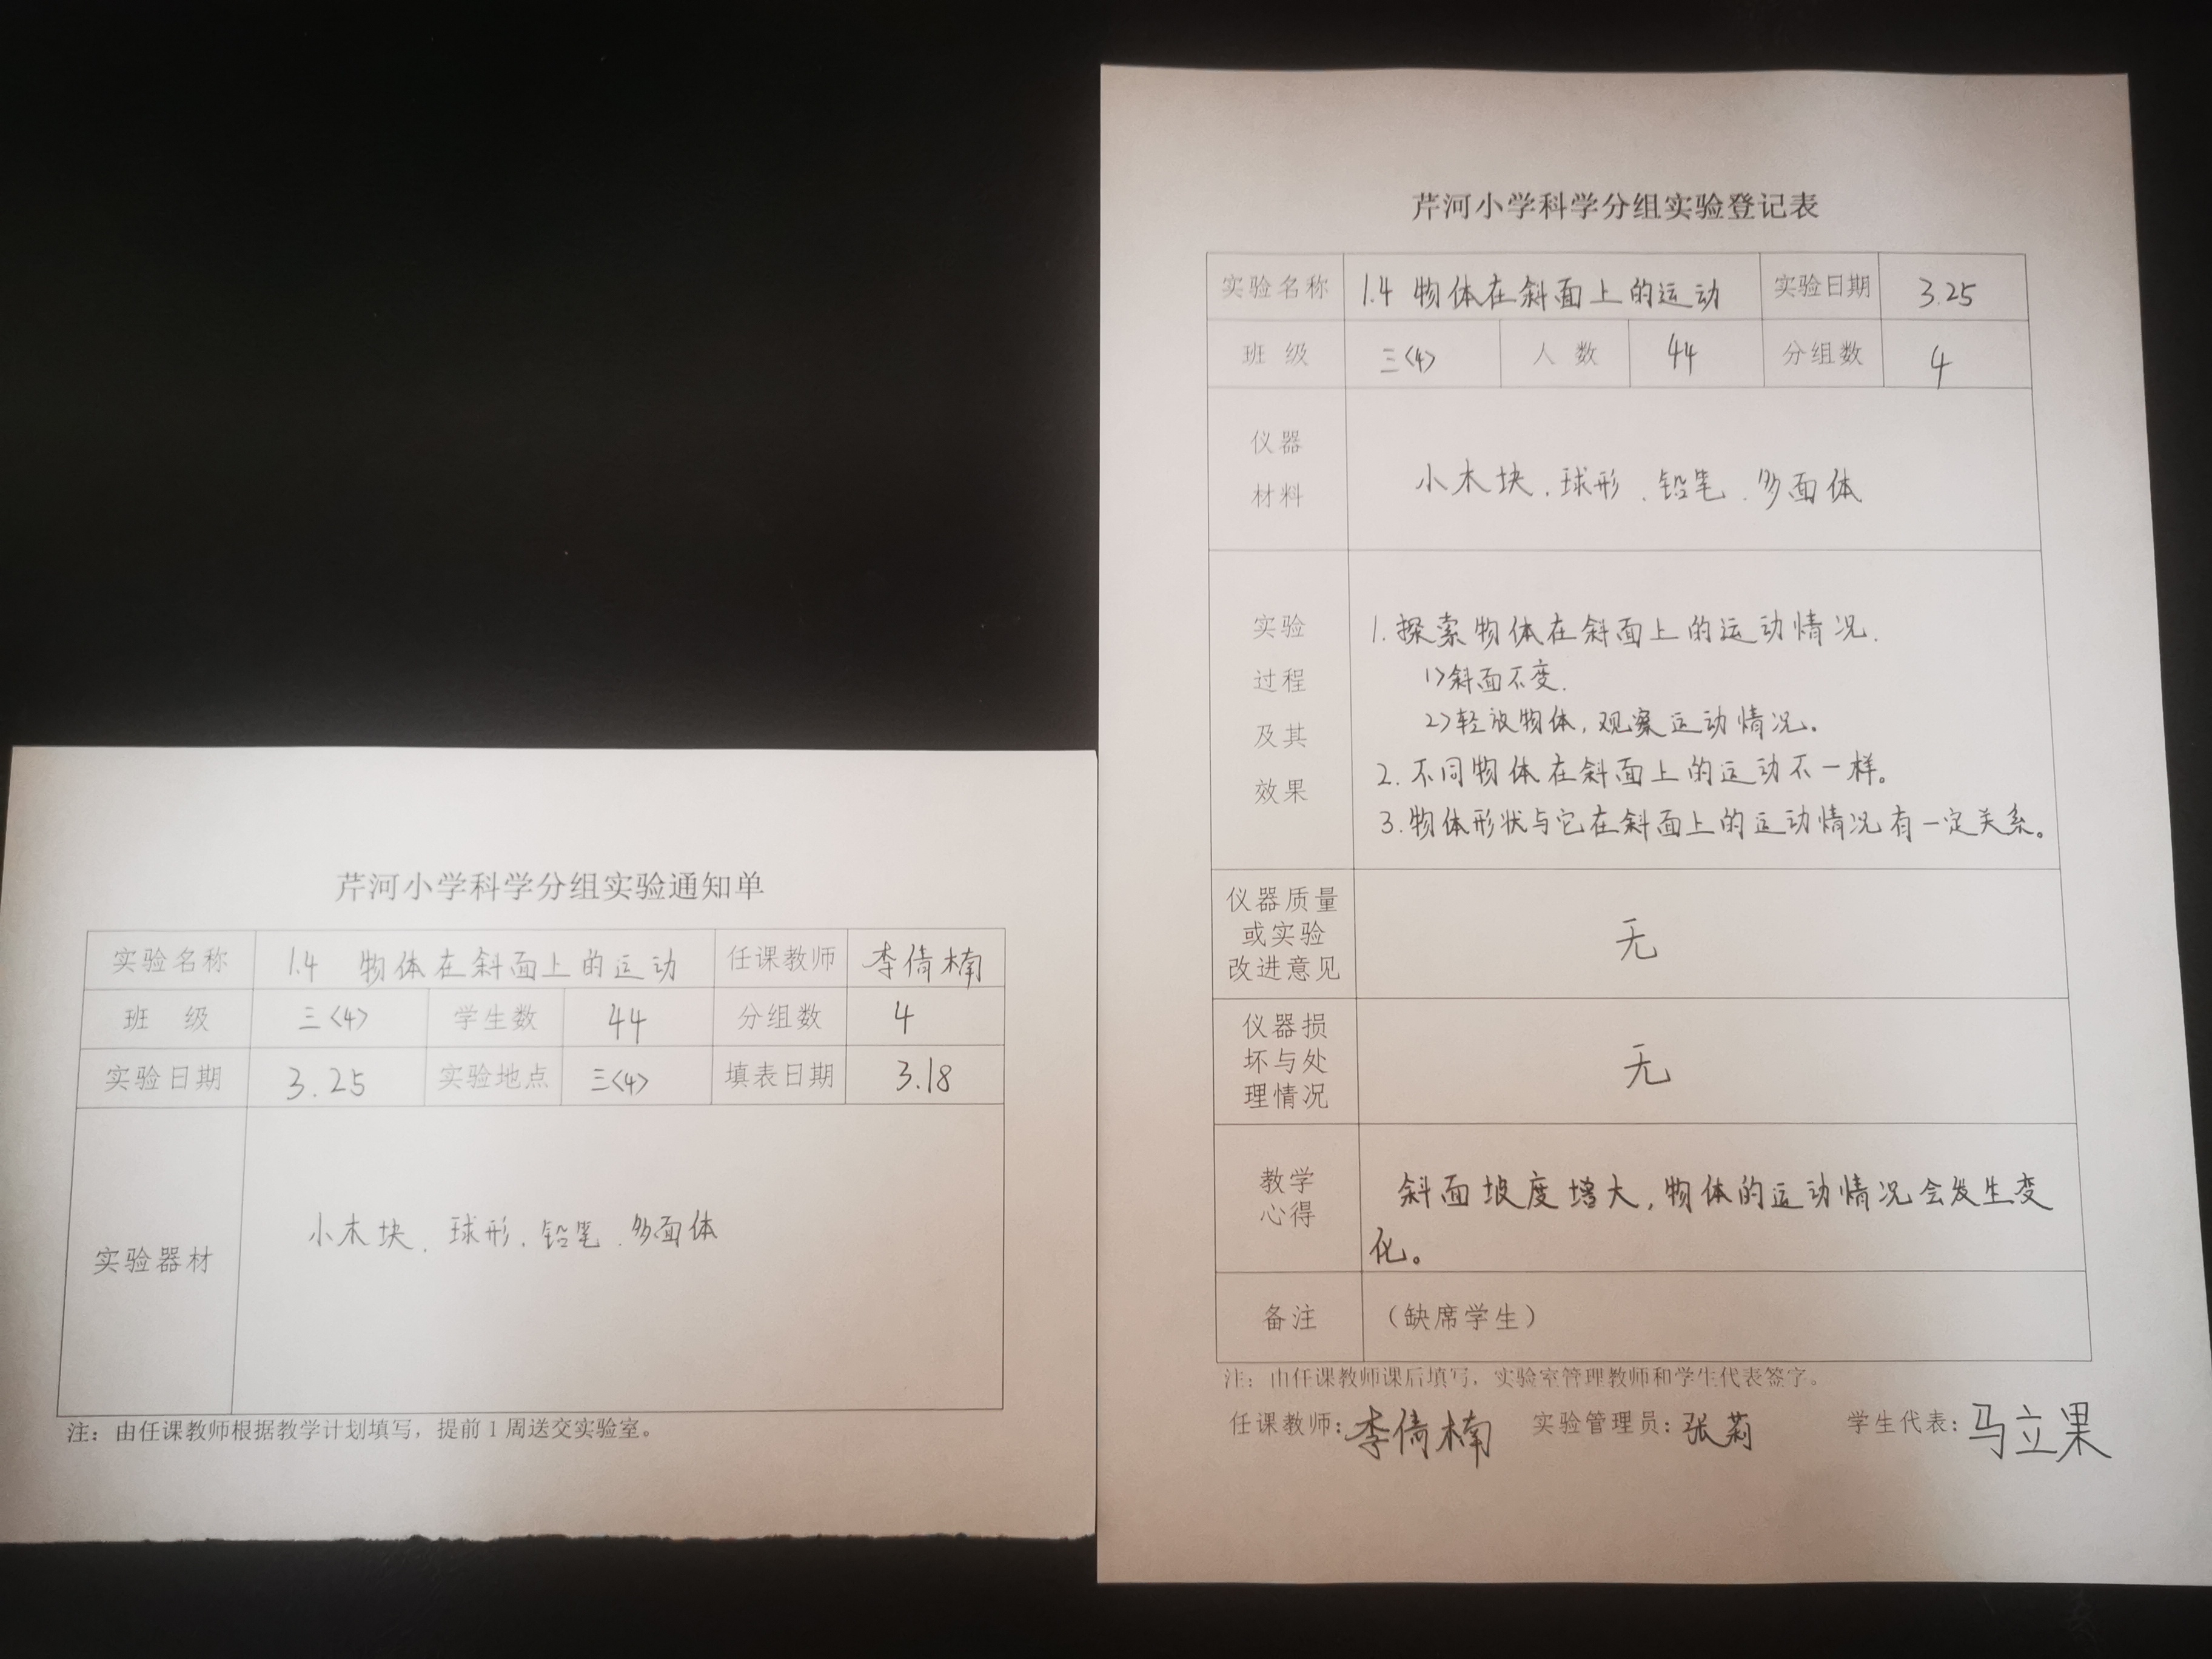 芹河小学科学分组实验通知单
实验名称 1.4 物体在斜面上的运动 任课教师 李倩楠
班 级 三<4> 学生数 44 分组数 4
实验日期 3.25 实验地点 三<4> 填表日期 3.18
实验器材 小木块、球形、铅笔、多面体
注：由任课教师根据教学计划填写，提前1周送交实验室。
芹河小学科学分组实验登记表
实验名称 1.4 物体在斜面上的运动 实验日期 3.25
班 级 三<4> 人 数 44 分组数 4
仪器
材料
小木块、球形、铅笔、多面体
实验
过程
及其
效果
1.探索物体在斜面上的运动情况.
1>斜面不变.
2>轻放物体,观察运动情况。
2.不同物体在斜面上的运动不一样。
3.物体形状与它在斜面上的运动情况有一定关系。
仪器质量
或实验
改进意见
无
仪器损
坏与处
理情况
无
教学
心得
斜面坡度增大,物体的运动情况会发生变
化。
备注 （缺席学生）
注：由任课教师课后填写，实验室管理教师和学生代表签字。
任课教师：李倩楠 实验管理员：张莉 学生代表：马立果